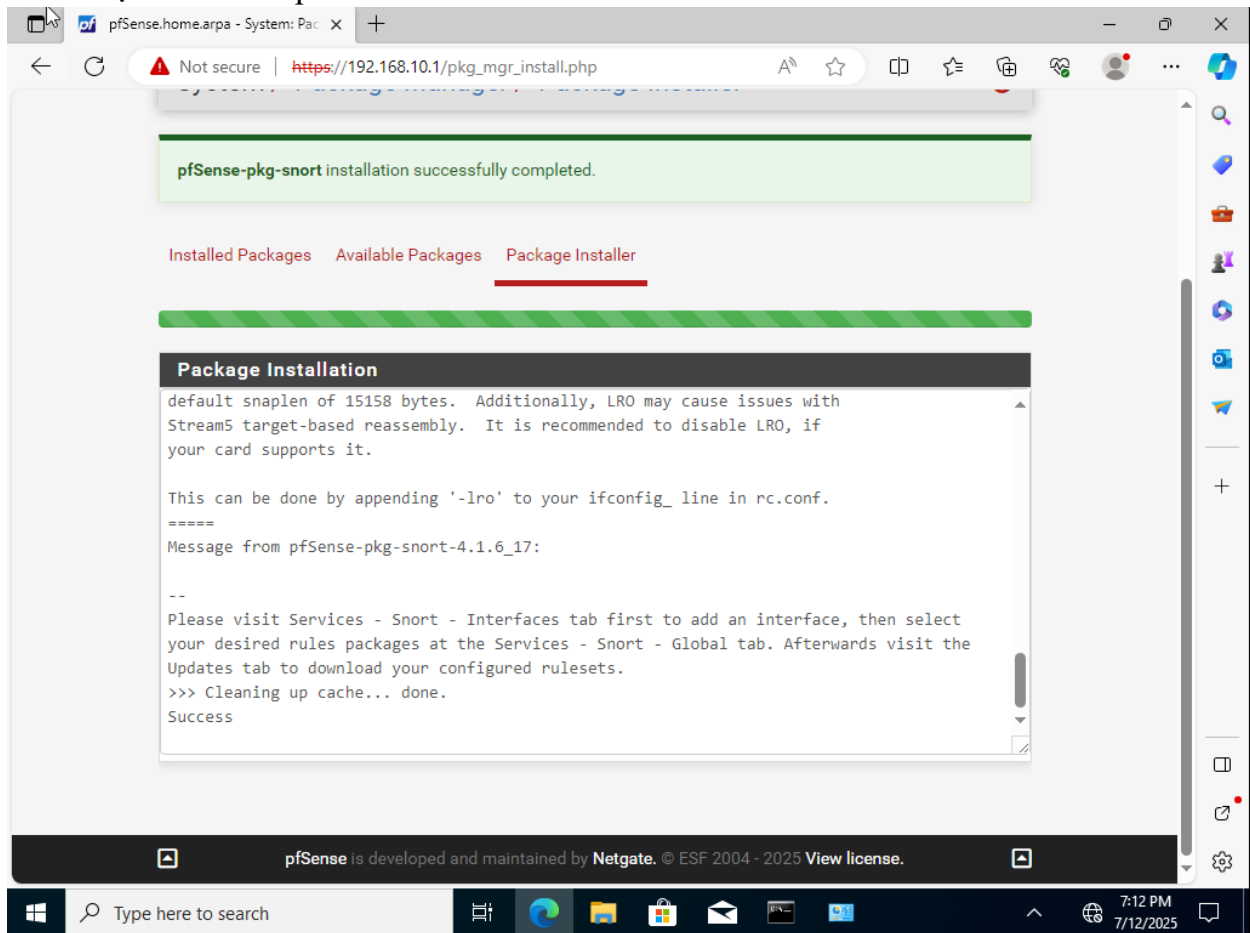 pfSense.home.arpa - System: Pac
Not secure | https://192.168.10.1/pkg_mgr_install.php
pfSense-pkg-snort installation successfully completed.
Installed Packages Available Packages Package Installer
Package Installation
default snaplen of 15158 bytes. Additionally, LRO may cause issues with
Stream5 target-based reassembly. It is recommended to disable LRO, if
your card supports it.
This can be done by appending '-lro' to your ifconfig_ line in rc.conf.
=====
Message from pfSense-pkg-snort-4.1.6_17:
--
Please visit Services - Snort - Interfaces tab first to add an interface, then select
your desired rules packages at the Services - Snort - Global tab. Afterwards visit the
Updates tab to download your configured rulesets.
>>> Cleaning up cache... done.
Success
pfSense is developed and maintained by Netgate. © ESF 2004 - 2025 View license.
Type here to search
7:12 PM
7/12/2025